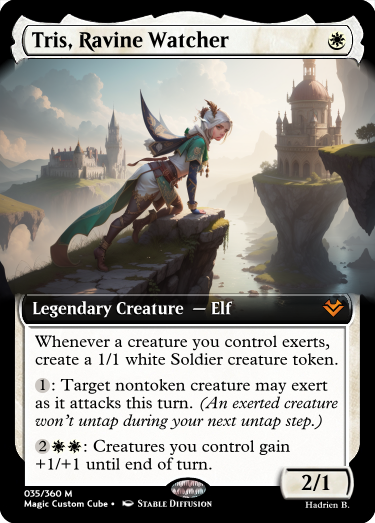 Tris, Ravine Watcher
Legendary Creature — Elf
Whenever a creature you control exerts,
create a 1/1 white Soldier creature token.
1: Target nontoken creature may exert
as it attacks this turn. (An exerted creature
won't untap during your next untap step.)
2: Creatures you control gain
+1/+1 until end of turn.
2/1
035/360 M
Magic Custom Cube • Stable Diffusion
Hadrien B.